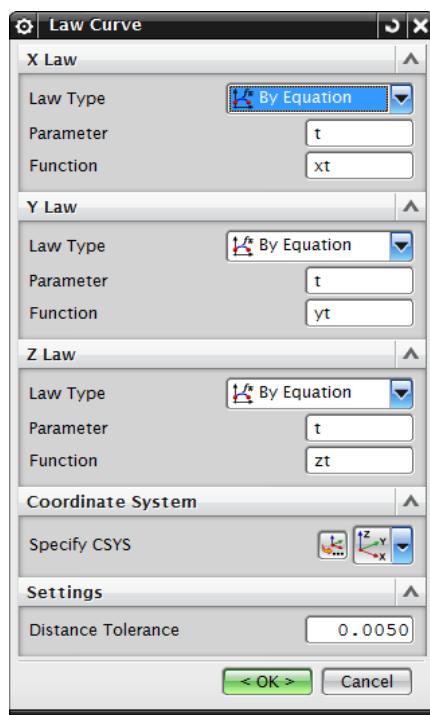 Law Curve
X Law
Law Type By Equation
Parameter t
Function xt
Y Law
Law Type By Equation
Parameter t
Function yt
Z Law
Law Type By Equation
Parameter t
Function zt
Coordinate System
Specify CSYS Z Y X
Settings
Distance Tolerance 0.0050
< OK > Cancel